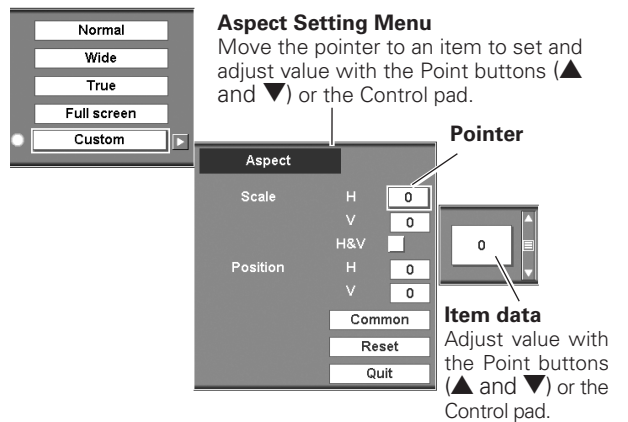 Normal
Wide
True
Full screen
Custom
Aspect Setting Menu
Move the pointer to an item to set and
adjust value with the Point buttons (▲
and ▼) or the Control pad.
Pointer
Aspect
Scale H 0
V 0
H&V
Position H 0
V 0
Common
Reset
Quit
0
Item data
Adjust value with
the Point buttons
(▲ and ▼) or the
Control pad.